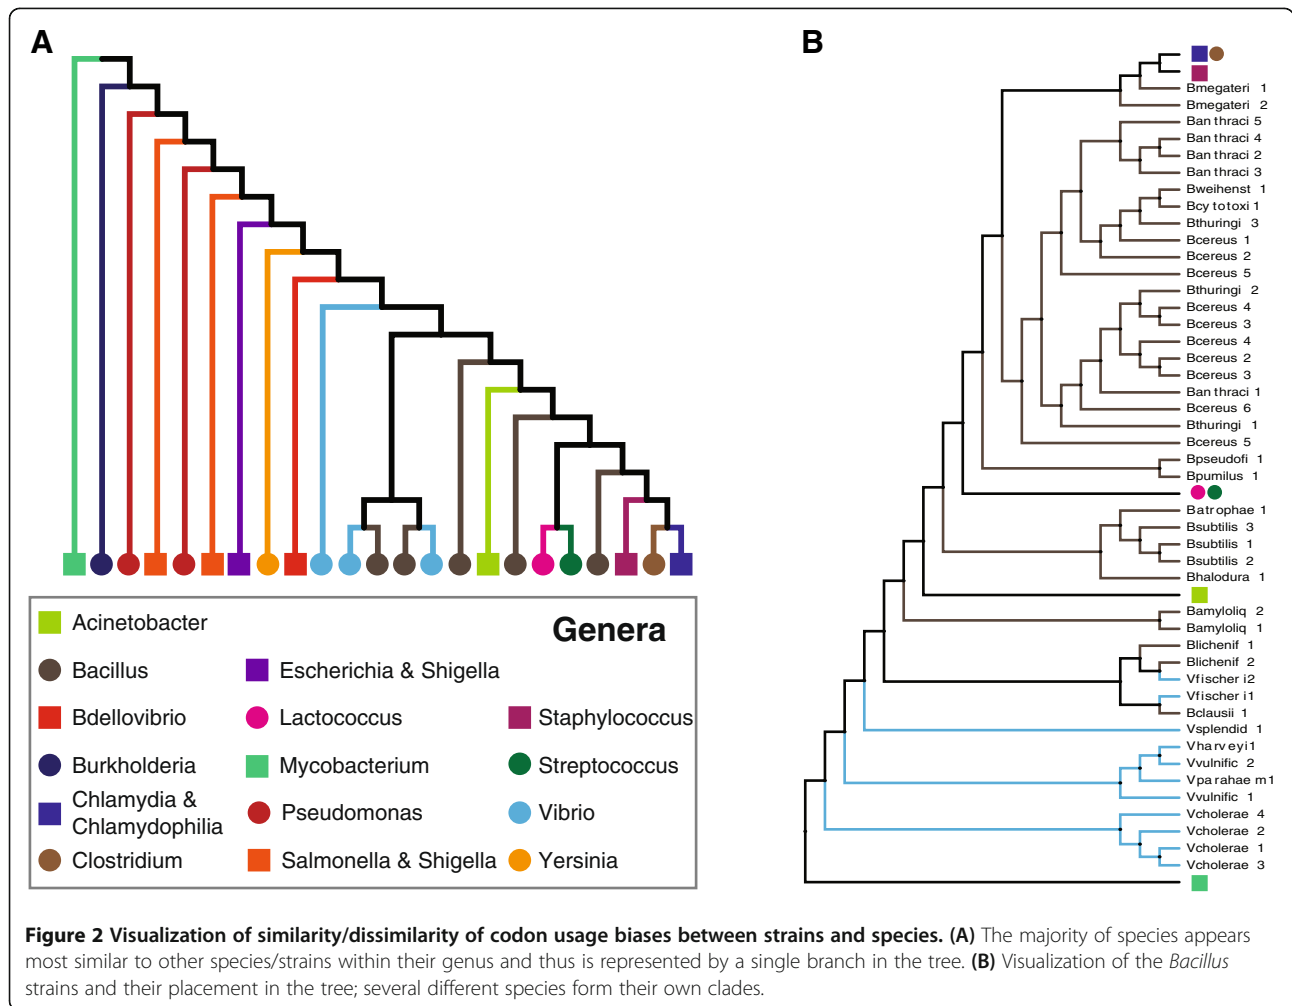 A
B
Bmegateri 1
Bmegateri 2
Ban thraci 5
Ban thraci 4
Ban thraci 2
Ban thraci 3
Bweihenst 1
Bcy totoxi 1
Bthuringi 3
Bcereus 1
Bcereus 2
Bcereus 5
Bthuringi 2
Bcereus 4
Bcereus 3
Bcereus 4
Bcereus 2
Bcereus 3
Ban thraci 1
Bcereus 6
Bthuringi 1
Bcereus 5
Bpseudofi 1
Bpumilus 1
Batrophae 1
Bsubtilis 3
Bsubtilis 1
Bsubtilis 2
Bhalodura 1
Bamyloliq 2
Bamyloliq 1
Blichenif 1
Blichenif 2
Vfischer i2
Vfischer i1
Bclausii 1
Vsplendid 1
Vhar veyi1
Vvulnific 2
Vpa rahae m1
Vvulnific 1
Vcholerae 4
Vcholerae 2
Vcholerae 1
Vcholerae 3
Genera
Acinetobacter
Bacillus
Escherichia & Shigella
Bdellovibrio
Lactococcus
Staphylococcus
Burkholderia
Mycobacterium
Streptococcus
Chlamydia &
Chlamydophilia
Pseudomonas
Vibrio
Clostridium
Salmonella & Shigella
Yersinia
Figure 2 Visualization of similarity/dissimilarity of codon usage biases between strains and species. (A) The majority of species appears
most similar to other species/strains within their genus and thus is represented by a single branch in the tree. (B) Visualization of the Bacillus
strains and their placement in the tree; several different species form their own clades.